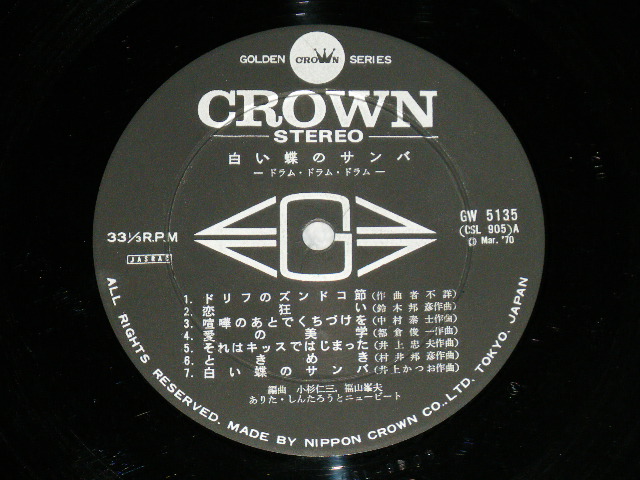 GOLDEN CROWN SERIES
CROWN
STEREO
白い蝶のサンバ
―ドラム・ドラム・ドラム―
GW 5135
(CSL 905)A
Ⓟ Mar. '70
33⅓R.P.M
JASRAC
1. ドリフのズンドコ節(作曲者不詳)
2. 恋狂い(鈴木邦彦作曲)
3. 喧嘩のあとでくちづけを(中村泰士作曲)
4. 愛の美学(都倉俊一作曲)
5. それはキッスではじまった(井上忠夫作曲)
6. ときめき(村井邦彦作曲)
7. 白い蝶のサンバ(井上かつお作曲)
編曲 小杉仁三、福山峯夫
ありた・しんたろうとニュービート
ALL RIGHTS RESERVED. MADE BY NIPPON CROWN CO., LTD. TOKYO, JAPAN